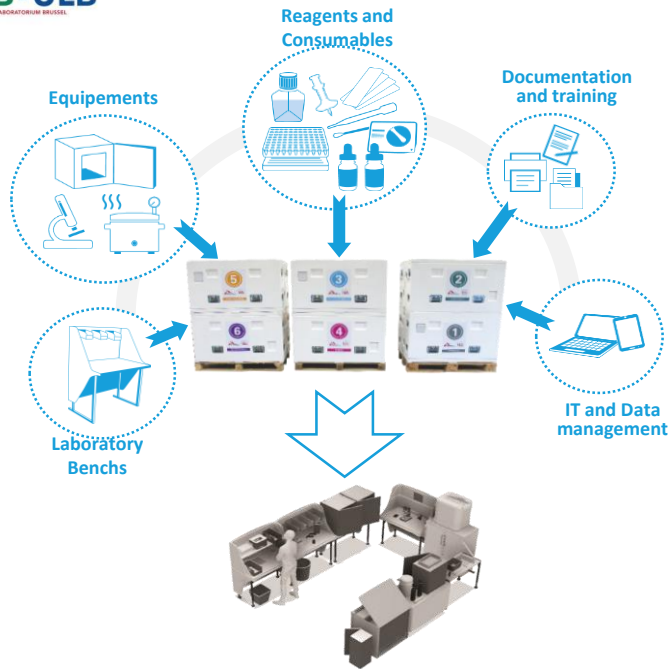 ABORATORIUM BRUSSEL
Reagents and
Consumables
Documentation
and training
Equipements
5
3
2
6
4
1
IT and Data
management
Laboratory
Benchs